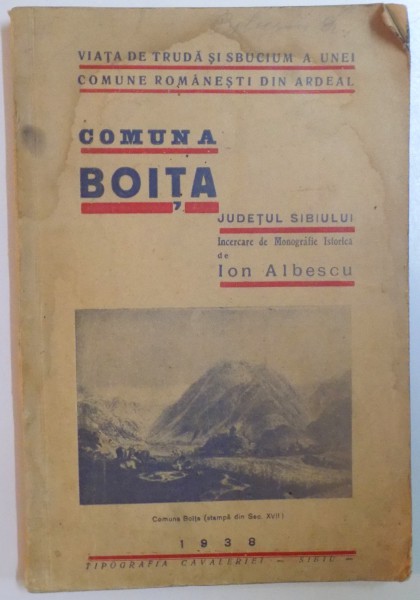 VIAȚA DE TRUDĂ ȘI SBUCIUM A UNEI
COMUNE ROMÂNEȘTI DIN ARDEAL
COMUNA
BOIȚA
JUDEȚUL SIBIULUI
Incercare de Monografie Istorică
de
Ion Albescu
Comuna Boița (stampă din Sec. XVII)
1938
TIPOGRAFIA CAVALERIEI — SIBIU —